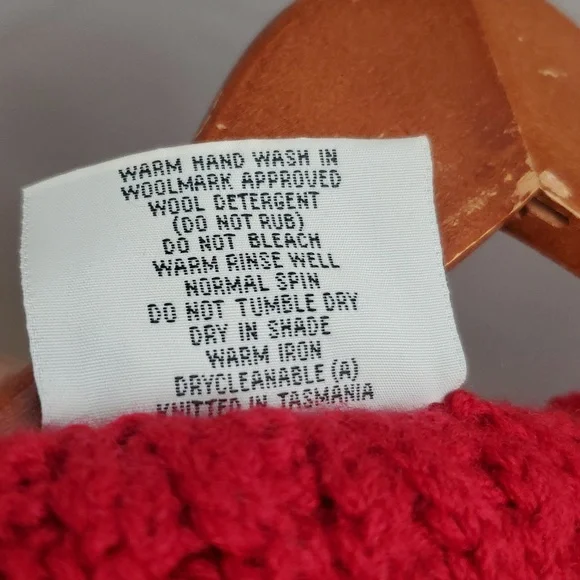 WARM HAND WASH IN
WOOLMARK APPROVED
WOOL DETERGENT
(DO NOT RUB)
DO NOT BLEACH
WARM RINSE WELL
NORMAL SPIN
DO NOT TUMBLE DRY
DRY IN SHADE
WARM IRON
DRYCLEANABLE (A)
KNITTED IN TASMANIA